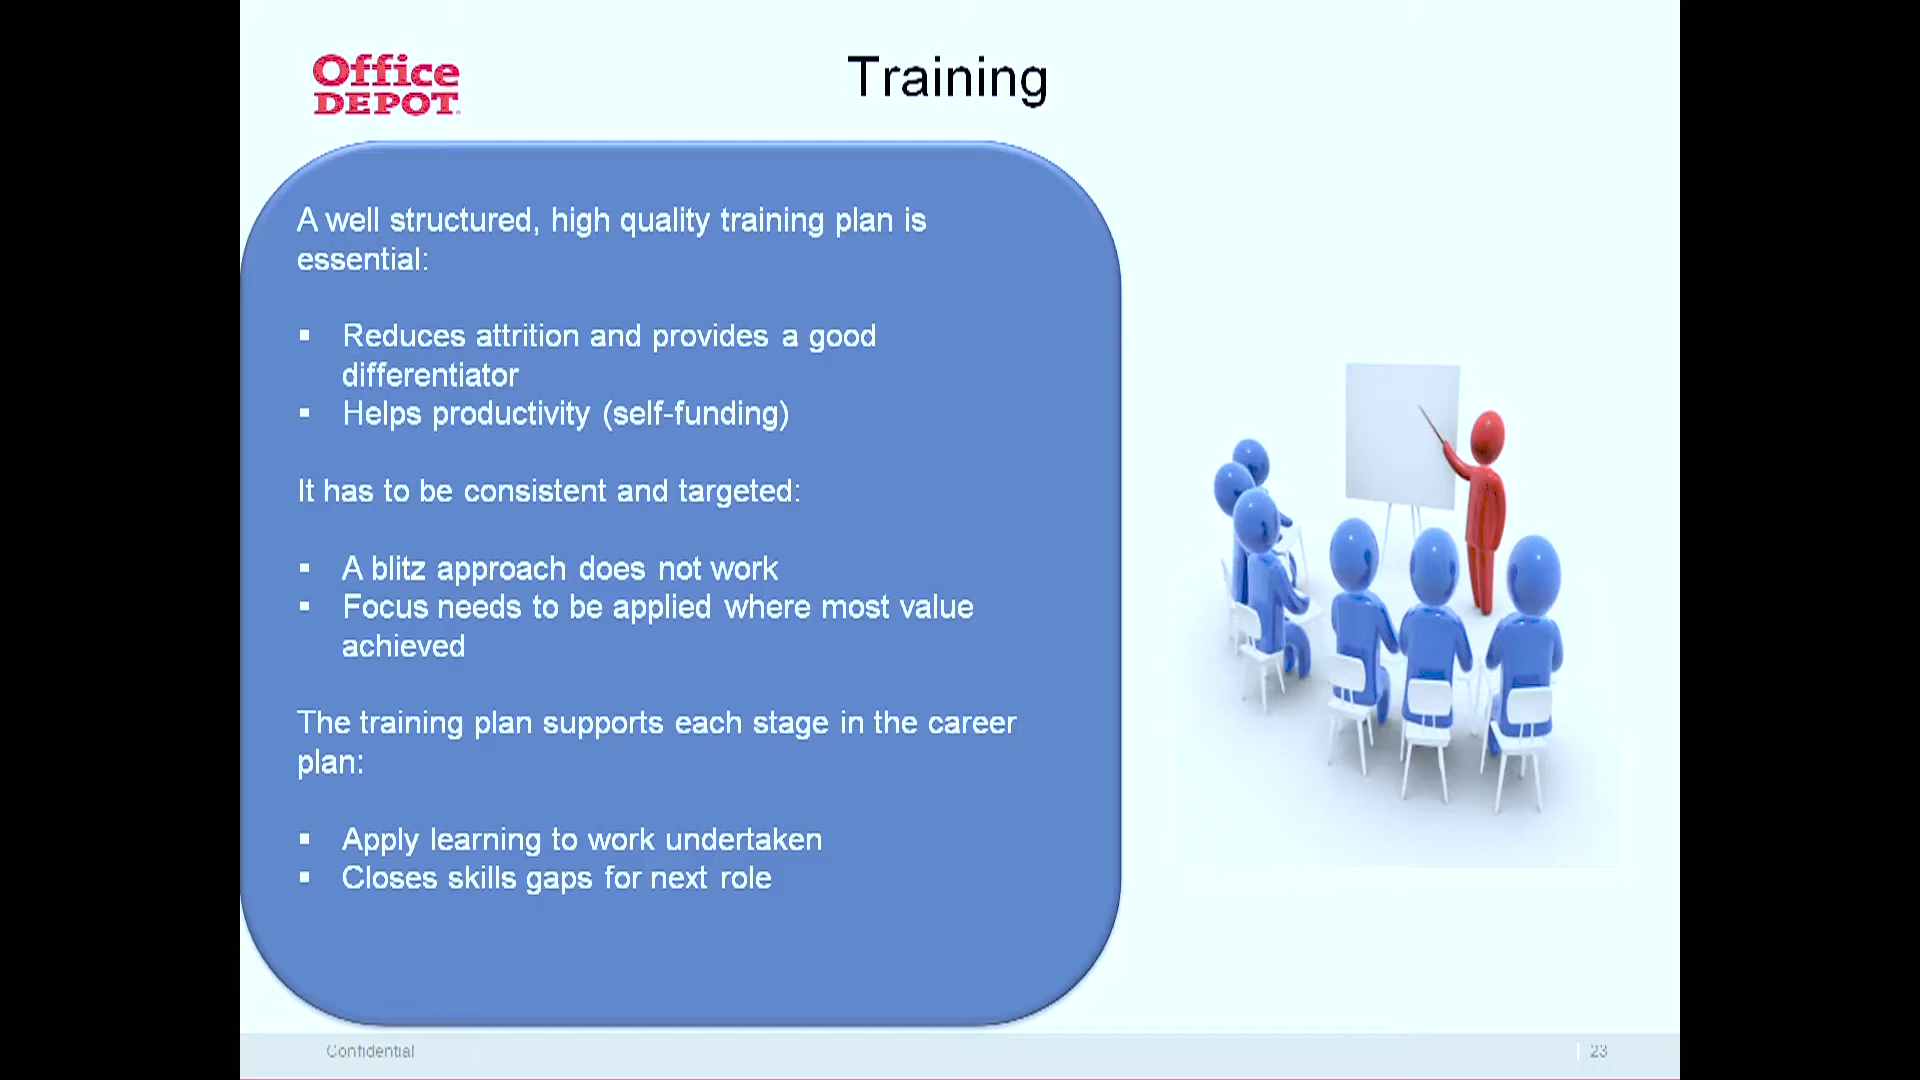 Office
DEPOT
Training
A well structured, high quality training plan is
essential:
▪ Reduces attrition and provides a good
differentiator
▪ Helps productivity (self-funding)
It has to be consistent and targeted:
▪ A blitz approach does not work
▪ Focus needs to be applied where most value
achieved
The training plan supports each stage in the career
plan:
▪ Apply learning to work undertaken
▪ Closes skills gaps for next role
Confidential
| 23